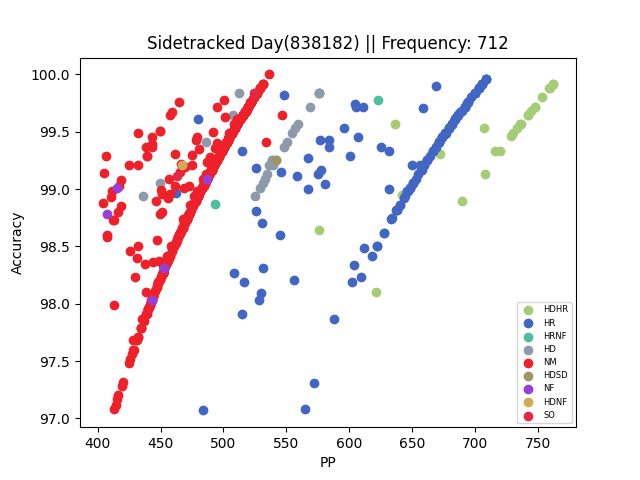 Sidetracked Day(838182) || Frequency: 712
100.0
99.5
99.0
98.5
98.0
97.5
97.0
Accuracy
400 450 500 550 600 650 700 750
PP
HDHR
HR
HRNF
HD
NM
HDSD
NF
HDNF
SO